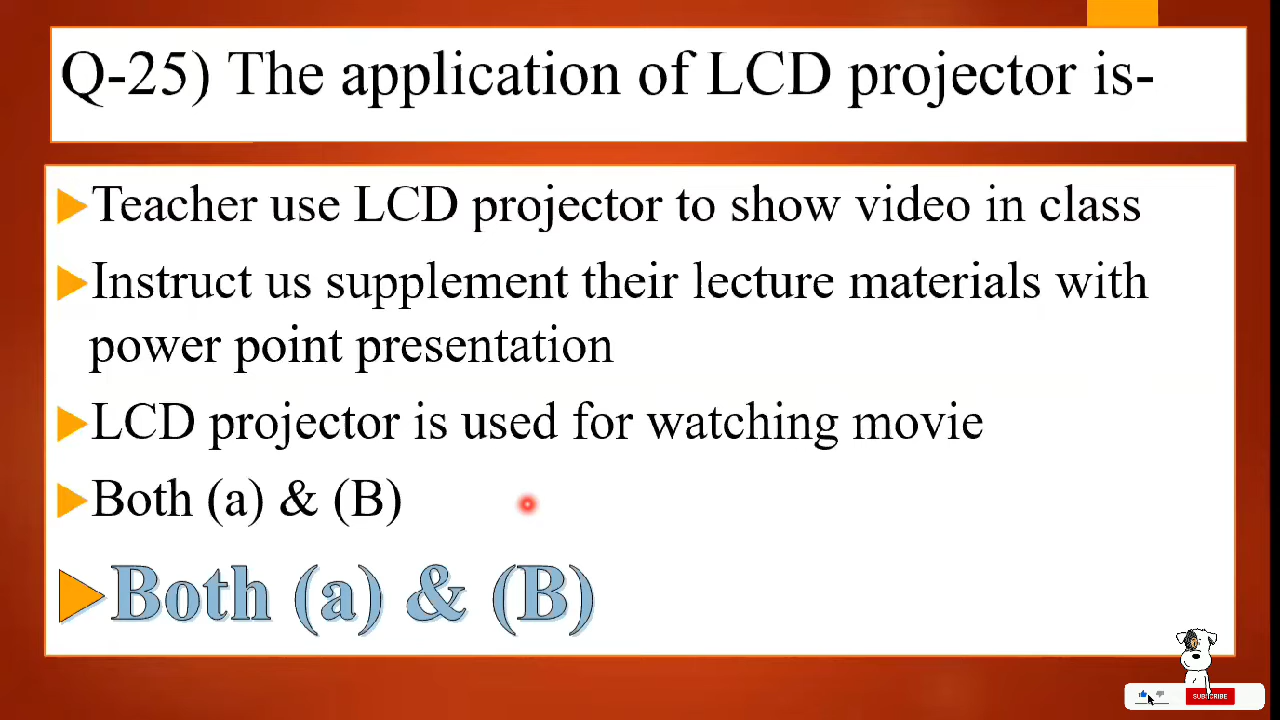 Q-25) The application of LCD projector is-
Teacher use LCD projector to show video in class
Instruct us supplement their lecture materials with
power point presentation
LCD projector is used for watching movie
Both (a) & (B)
Both (a) & (B)
SUBSCRIBE